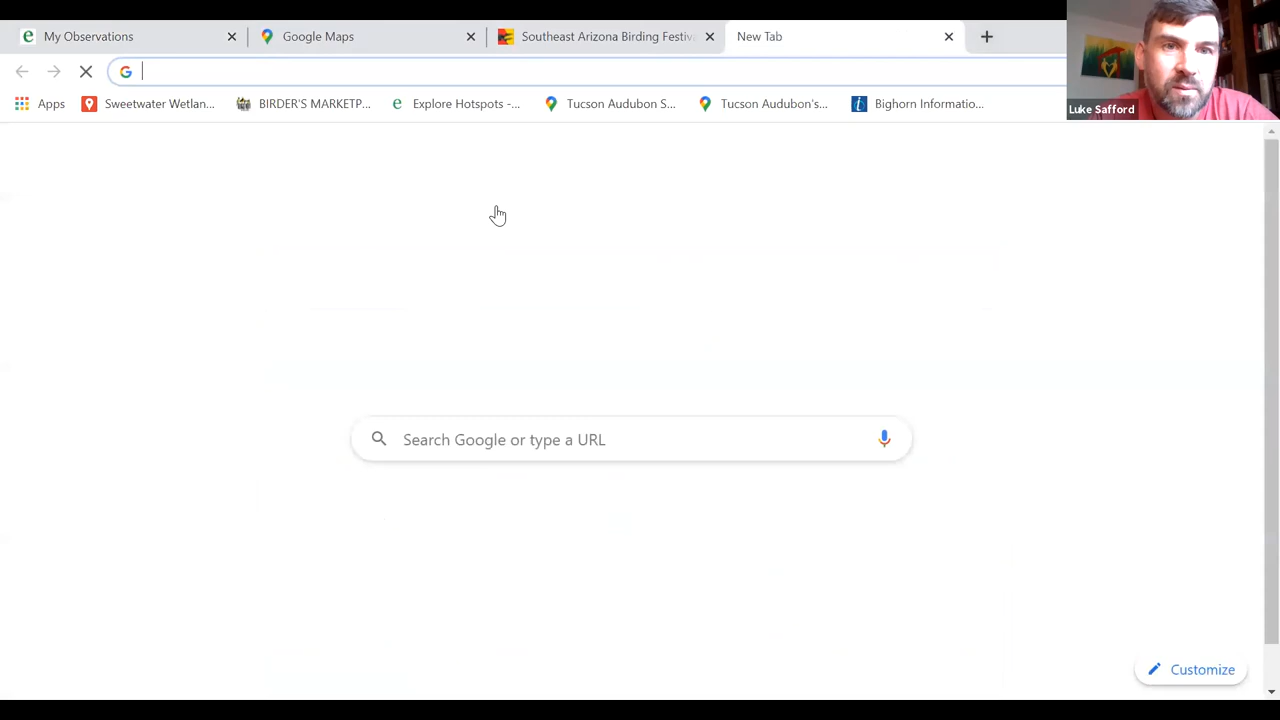 My Observations
Google Maps
Southeast Arizona Birding Festiv
New Tab
Luke Safford
Apps
Sweetwater Wetlan...
BIRDER'S MARKETP...
Explore Hotspots -...
Tucson Audubon S...
Tucson Audubon's...
Bighorn Informatio...
Search Google or type a URL
Customize